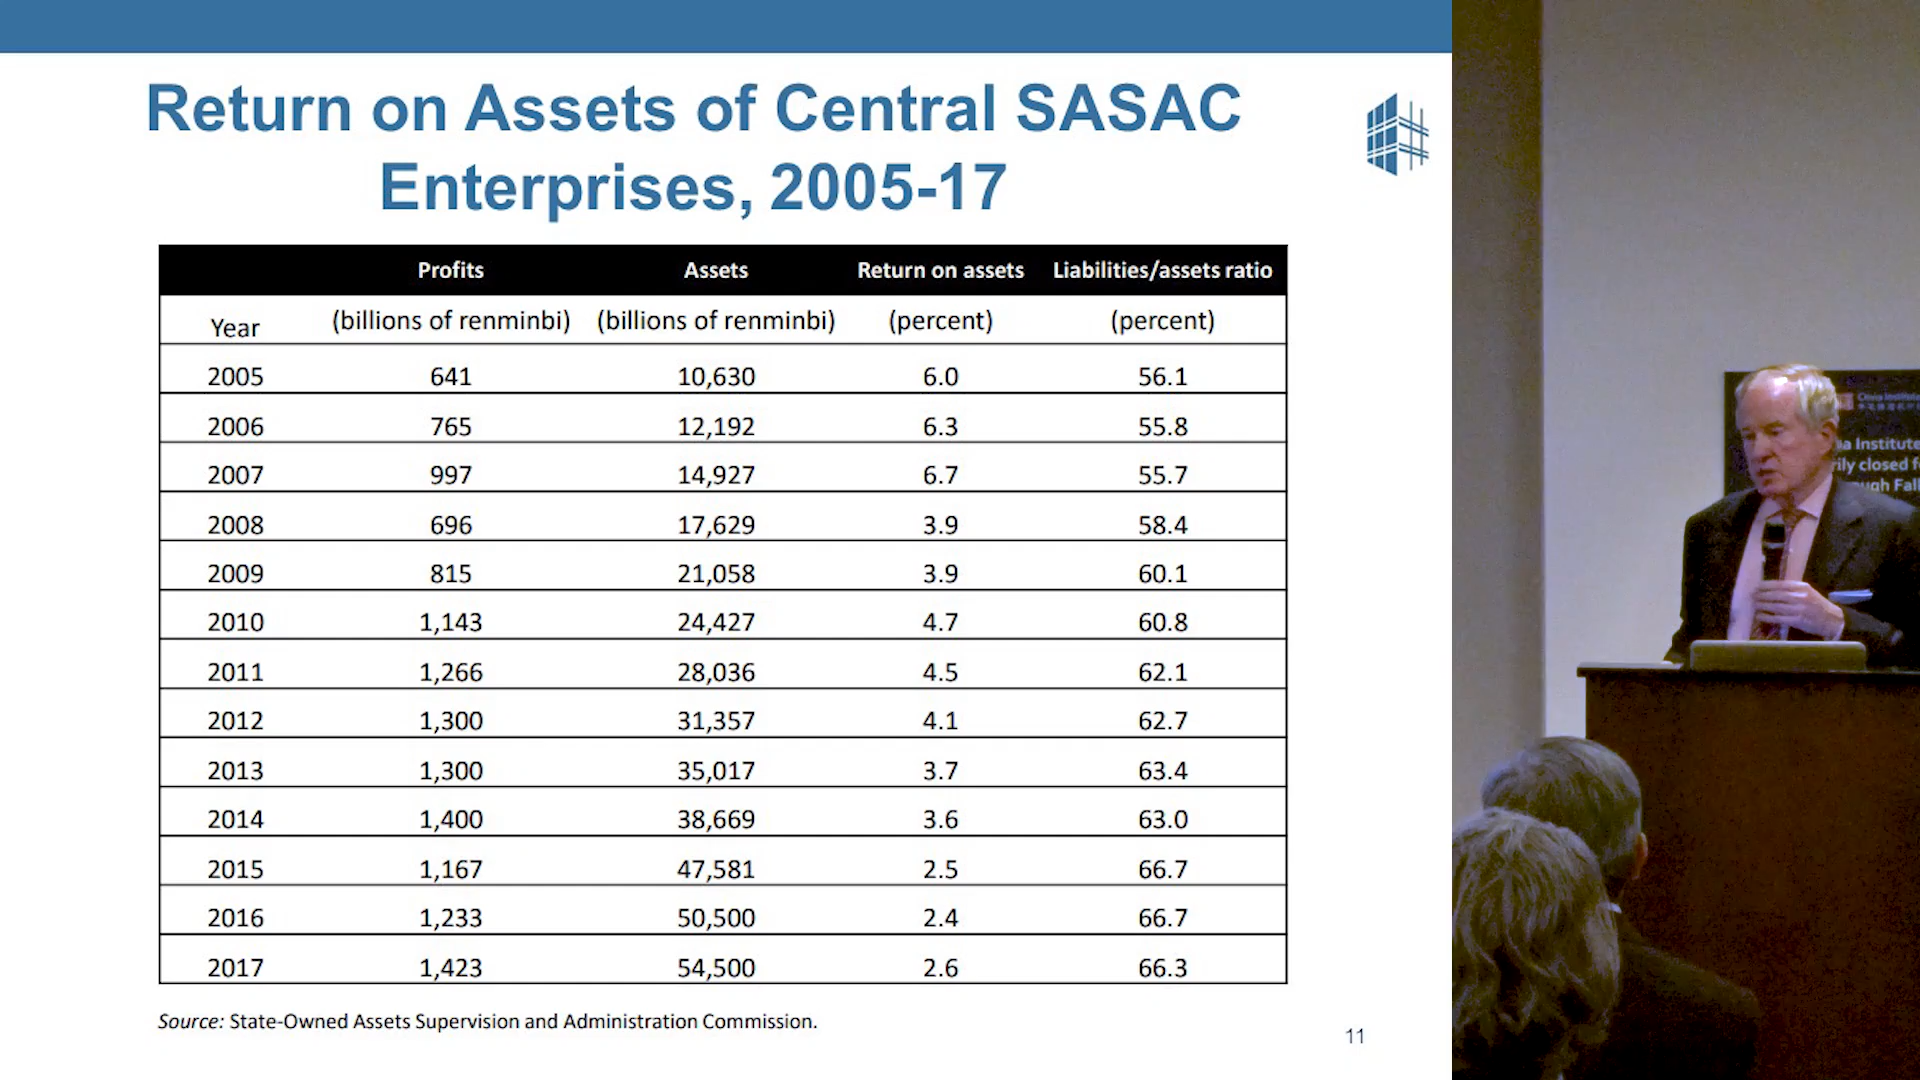 Return on Assets of Central SASAC
Enterprises, 2005-17
Profits Assets Return on assets Liabilities/assets ratio
Year (billions of renminbi) (billions of renminbi) (percent) (percent)
2005 641 10,630 6.0 56.1
2006 765 12,192 6.3 55.8
2007 997 14,927 6.7 55.7
2008 696 17,629 3.9 58.4
2009 815 21,058 3.9 60.1
2010 1,143 24,427 4.7 60.8
2011 1,266 28,036 4.5 62.1
2012 1,300 31,357 4.1 62.7
2013 1,300 35,017 3.7 63.4
2014 1,400 38,669 3.6 63.0
2015 1,167 47,581 2.5 66.7
2016 1,233 50,500 2.4 66.7
2017 1,423 54,500 2.6 66.3
Source: State-Owned Assets Supervision and Administration Commission.
11
China Institute
Institute
closed
Fall